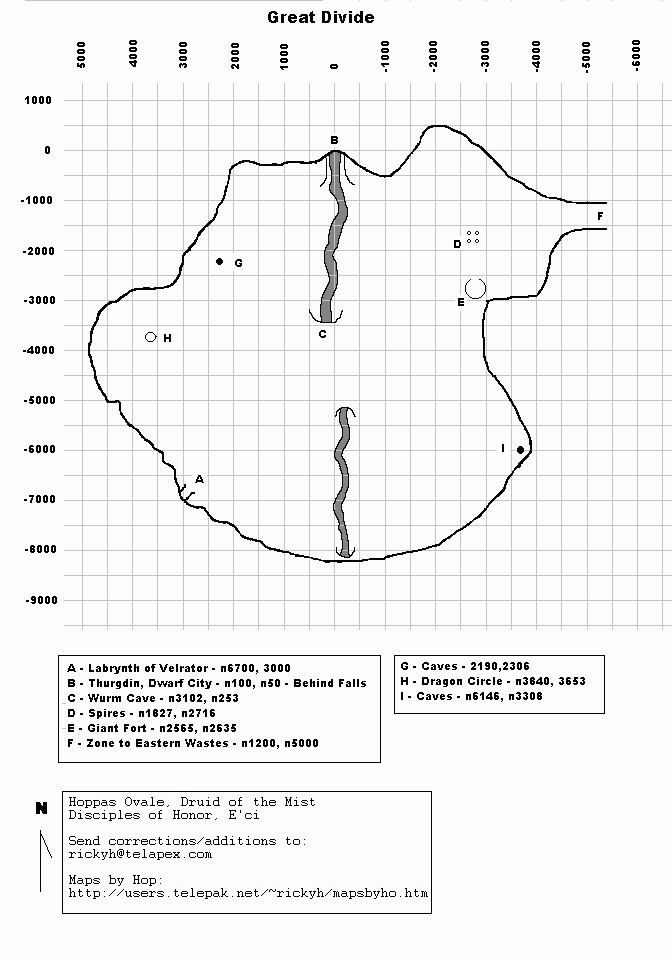 Great Divide
5000 4000 3000 2000 1000 0 -1000 -2000 -3000 -4000 -5000 -6000
1000
B
0
-1000
F
D
-2000
G
-3000
E
C
H
-4000
-5000
I
-6000
A
-7000
-8000
-9000
A - Labrynth of Velrator - n6700, 3000
B - Thurgdin, Dwarf City - n100, n50 - Behind Falls
C - Wurm Cave - n3102, n253
D - Spires - n1827, n2716
E - Giant Fort - n2565, n2635
F - Zone to Eastern Wastes - n1200, n5000
G - Caves - 2190,2306
H - Dragon Circle - n3840, 3653
I - Caves - n6146, n3308
N
Hoppas Ovale, Druid of the Mist
Disciples of Honor, E'ci
Send corrections/additions to:
rickyh@telapex.com
Maps by Hop:
http://users.telepak.net/~rickyh/mapsbyho.htm